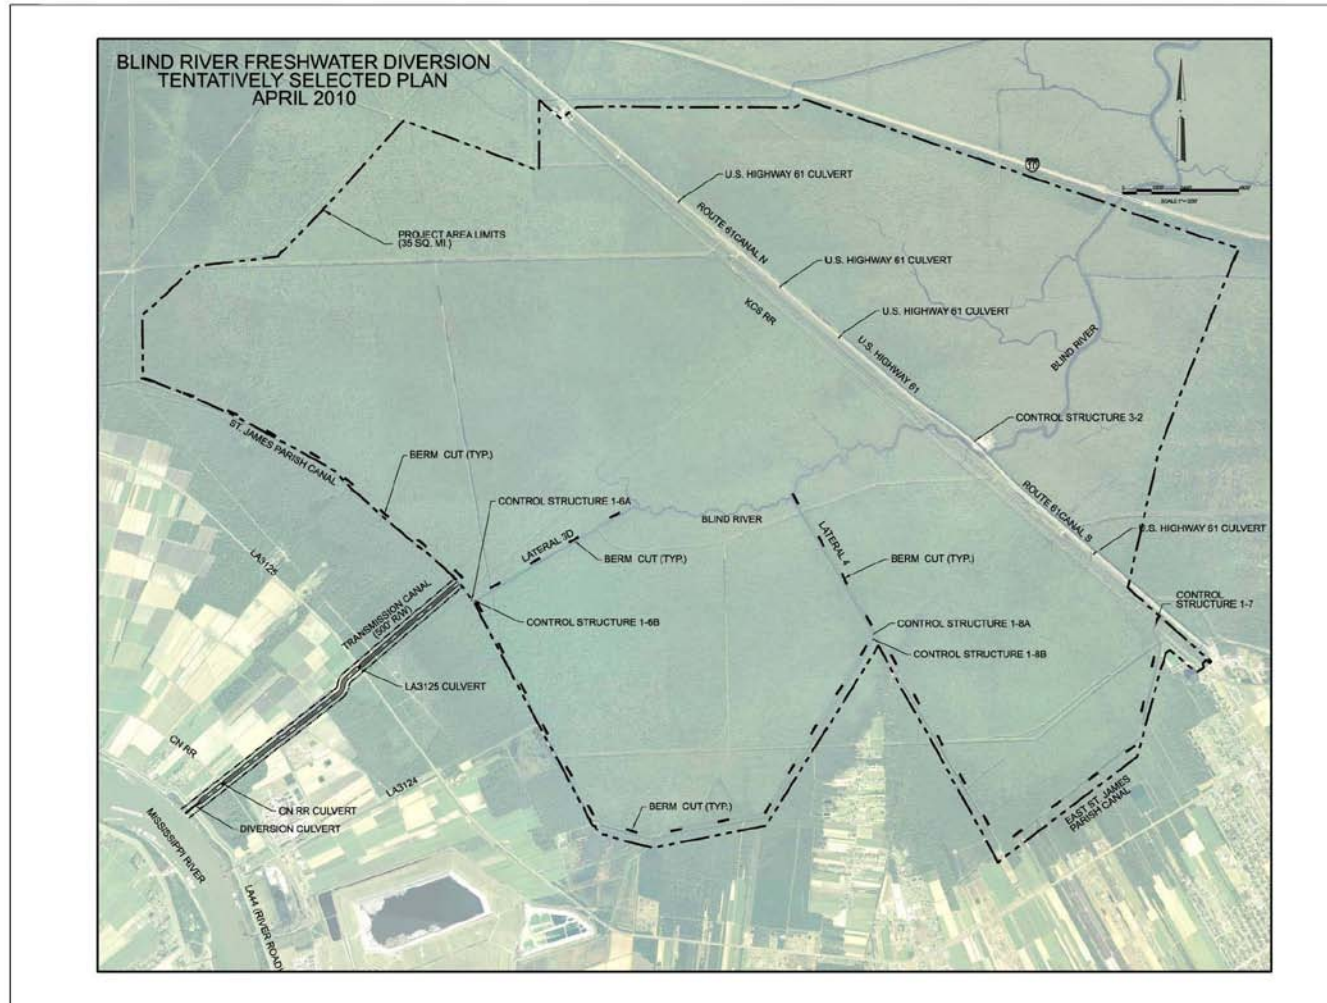 BLIND RIVER FRESHWATER DIVERSION
TENTATIVELY SELECTED PLAN
APRIL 2010
10
U.S. HIGHWAY 61 CULVERT
ROUTE 61 CANAL N
PROJECT AREA LIMITS
(35 SQ. MI.)
U.S. HIGHWAY 61 CULVERT
KCS RR
U.S. HIGHWAY 61 CULVERT
U.S. HIGHWAY 61
BLIND RIVER
CONTROL STRUCTURE 3-2
ST. JAMES PARISH CANAL
BERM CUT (TYP.)
CONTROL STRUCTURE 1-6A
ROUTE 61 CANAL S
BLIND RIVER
U.S. HIGHWAY 61 CULVERT
LATERAL 3D
BERM CUT (TYP.)
LATERAL 4
BERM CUT (TYP.)
LA3125
TRANSMISSION CANAL
(500' R/W)
CONTROL
STRUCTURE 1-7
CONTROL STRUCTURE 1-6B
CONTROL STRUCTURE 1-8A
CONTROL STRUCTURE 1-8B
LA3125 CULVERT
CN RR
LA3124
CN RR CULVERT
DIVERSION CULVERT
BERM CUT (TYP.)
EAST ST. JAMES
PARISH CANAL
MISSISSIPPI RIVER
LA44 (RIVER ROAD)